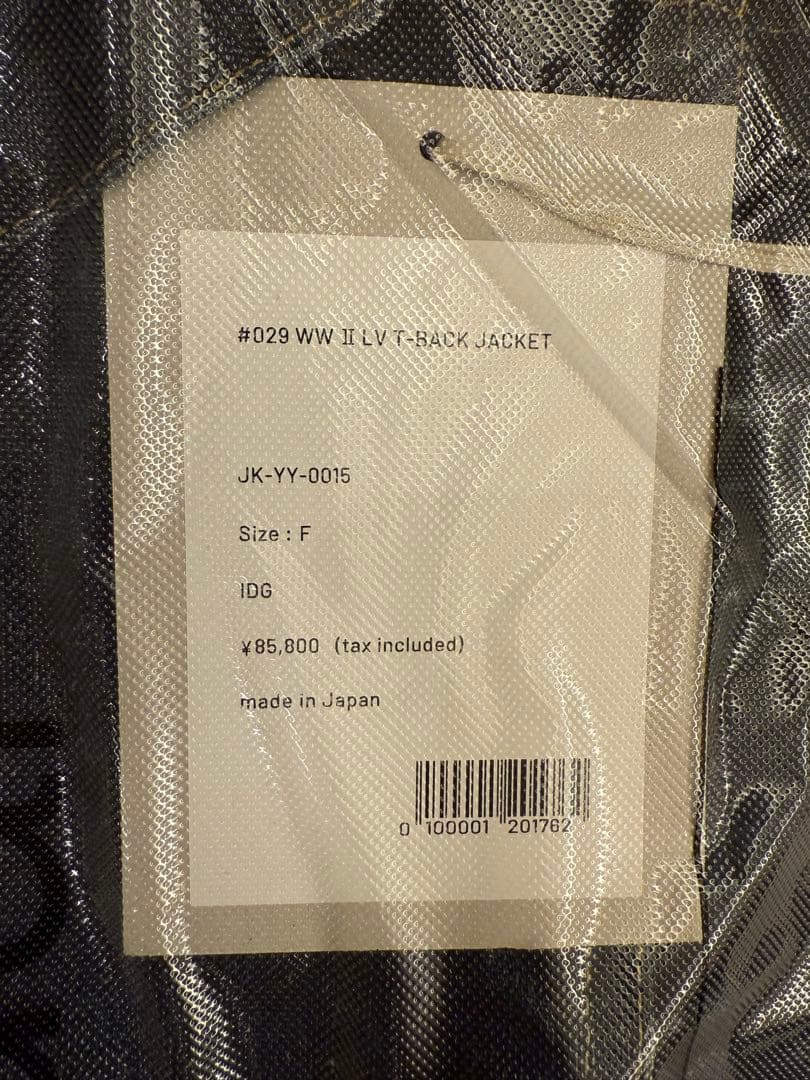 #029 WW Ⅱ LV T-BACK JACKET
JK-YY-0015
Size : F
IDG
¥85,800 (tax included)
made in Japan
0 100001 201762